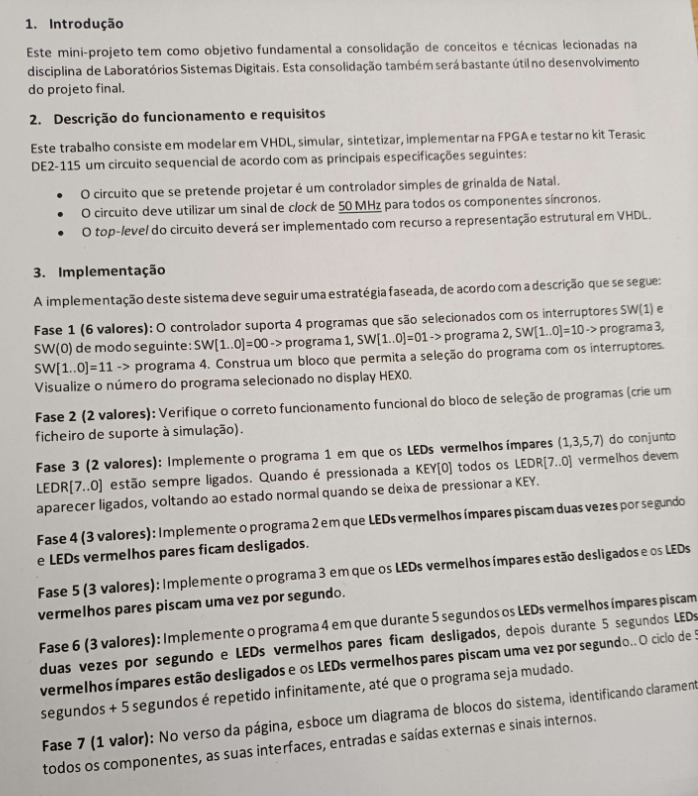 1. Introdução
Este mini-projeto tem como objetivo fundamental a consolidação de conceitos e técnicas lecionadas na
disciplina de Laboratórios Sistemas Digitais. Esta consolidação também será bastante útil no desenvolvimento
do projeto final.
2. Descrição do funcionamento e requisitos
Este trabalho consiste em modelar em VHDL, simular, sintetizar, implementar na FPGA e testar no kit Terasic
DE2-115 um circuito sequencial de acordo com as principais especificações seguintes:
• O circuito que se pretende projetar é um controlador simples de grinalda de Natal.
• O circuito deve utilizar um sinal de clock de 50 MHz para todos os componentes síncronos.
• O top-level do circuito deverá ser implementado com recurso a representação estrutural em VHDL.
3. Implementação
A implementação deste sistema deve seguir uma estratégia faseada, de acordo com a descrição que se segue:
Fase 1 (6 valores): O controlador suporta 4 programas que são selecionados com os interruptores SW(1) e
SW(0) de modo seguinte: SW[1..0]=00 -> programa 1, SW[1..0]=01 -> programa 2, SW[1..0]=10 -> programa 3,
SW[1..0]=11 -> programa 4. Construa um bloco que permita a seleção do programa com os interruptores.
Visualize o número do programa selecionado no display HEX0.
Fase 2 (2 valores): Verifique o correto funcionamento funcional do bloco de seleção de programas (crie um
ficheiro de suporte à simulação).
Fase 3 (2 valores): Implemente o programa 1 em que os LEDs vermelhos ímpares (1,3,5,7) do conjunto
LEDR[7..0] estão sempre ligados. Quando é pressionada a KEY[0] todos os LEDR[7..0] vermelhos devem
aparecer ligados, voltando ao estado normal quando se deixa de pressionar a KEY.
Fase 4 (3 valores): Implemente o programa 2 em que LEDs vermelhos ímpares piscam duas vezes por segundo
e LEDs vermelhos pares ficam desligados.
Fase 5 (3 valores): Implemente o programa 3 em que os LEDs vermelhos ímpares estão desligados e os LEDs
vermelhos pares piscam uma vez por segundo.
Fase 6 (3 valores): Implemente o programa 4 em que durante 5 segundos os LEDs vermelhos ímpares piscam
duas vezes por segundo e LEDs vermelhos pares ficam desligados, depois durante 5 segundos LEDs
vermelhos ímpares estão desligados e os LEDs vermelhos pares piscam uma vez por segundo.. O ciclo de 5
segundos + 5 segundos é repetido infinitamente, até que o programa seja mudado.
Fase 7 (1 valor): No verso da página, esboce um diagrama de blocos do sistema, identificando clarament
todos os componentes, as suas interfaces, entradas e saídas externas e sinais internos.